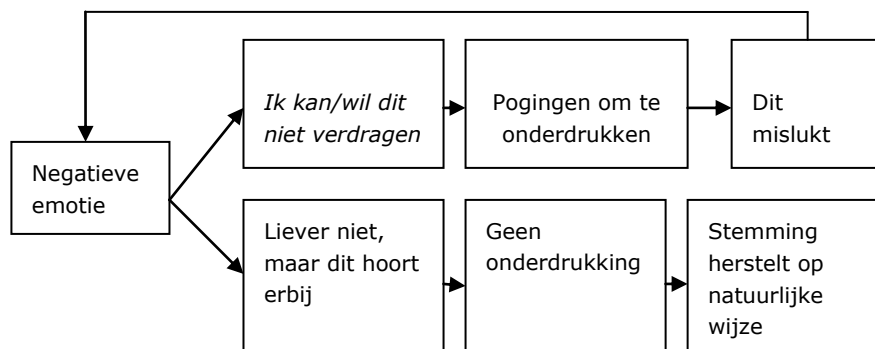 Negatieve
emotie
Ik kan/wil dit
niet verdragen
Pogingen om te
onderdrukken
Dit
mislukt
Liever niet,
maar dit hoort
erbij
Geen
onderdrukking
Stemming
herstelt op
natuurlijke
wijze